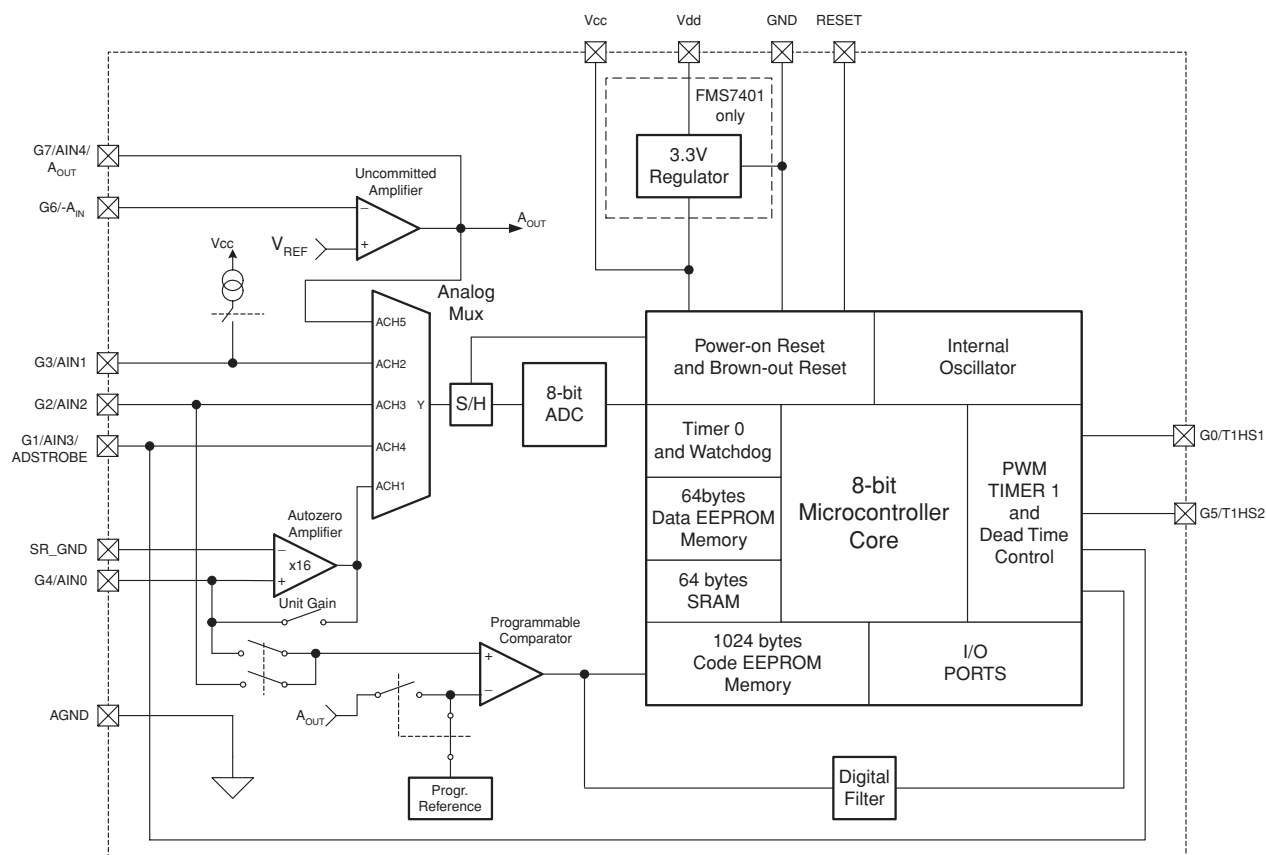 Vcc
Vdd
GND
RESET
FMS7401
only
3.3V
Regulator
G7/AIN4/
AOUT
G6/-AIN
Uncommitted
Amplifier
−
+
VREF
AOUT
Vcc
Analog
Mux
ACH5
ACH2
ACH3
ACH4
ACH1
Y
G3/AIN1
G2/AIN2
G1/AIN3/
ADSTROBE
S/H
8-bit
ADC
Power-on Reset
and Brown-out Reset
Internal
Oscillator
Timer 0
and Watchdog
64bytes
Data EEPROM
Memory
64 bytes
SRAM
8-bit
Microcontroller
Core
PWM
TIMER 1
and
Dead Time
Control
1024 bytes
Code EEPROM
Memory
I/O
PORTS
G0/T1HS1
G5/T1HS2
SR_GND
G4/AIN0
Autozero
Amplifier
−
x16
+
Unit Gain
Programmable
Comparator
+
−
AOUT
AGND
Progr.
Reference
Digital
Filter